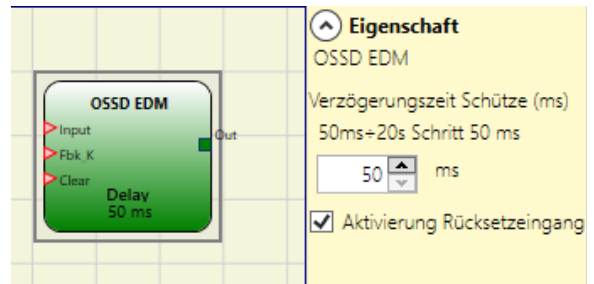 OSSD EDM
Input
Out
Fbk_K
Clear
Delay
50 ms
Eigenschaft
OSSD EDM
Verzögerungszeit Schütze (ms)
50ms÷20s Schritt 50 ms
50 ms
Aktivierung Rücksetzeingang